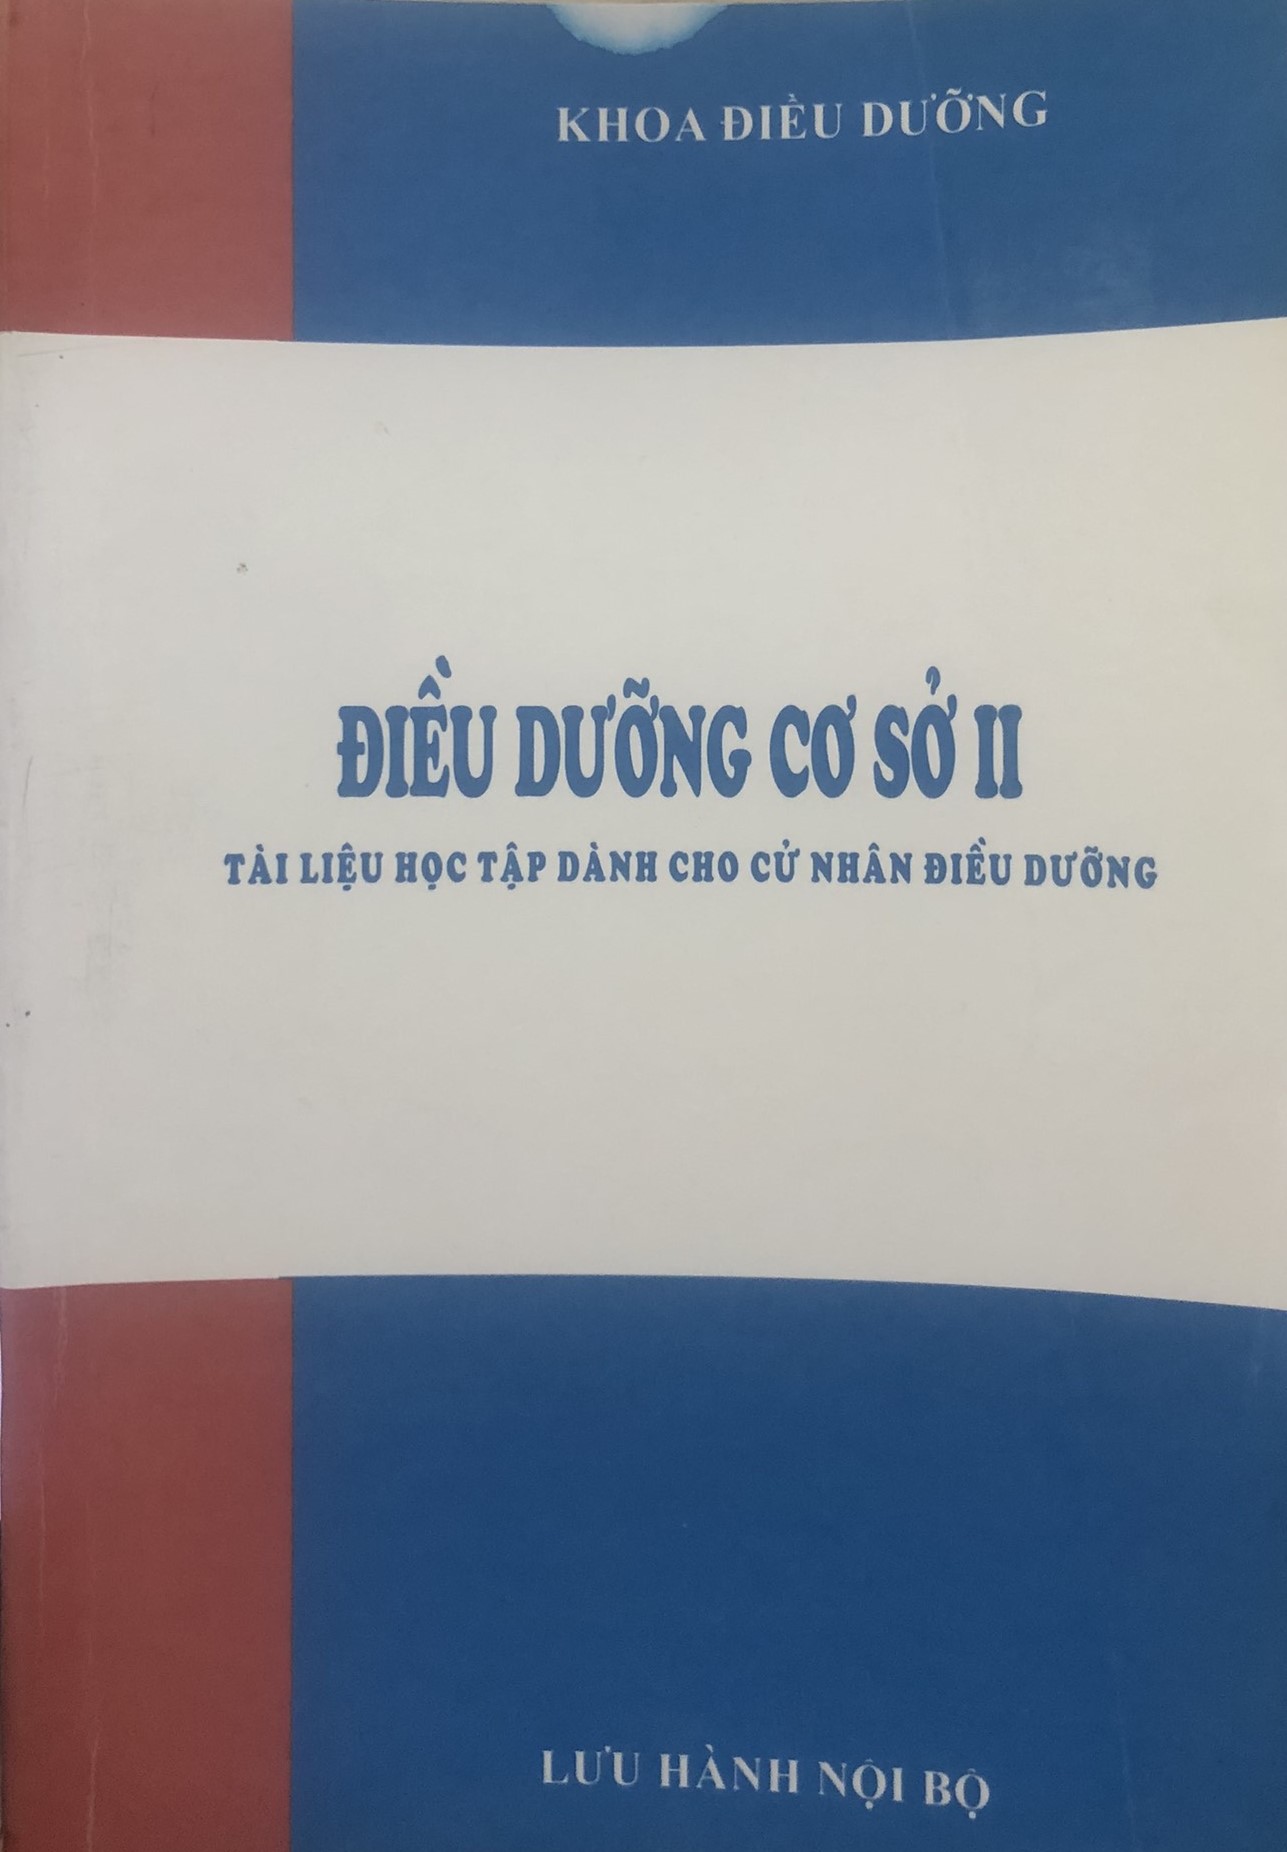 KHOA ĐIỀU DƯỠNG
ĐIỀU DƯỠNG CƠ SỞ II
TÀI LIỆU HỌC TẬP DÀNH CHO CỬ NHÂN ĐIỀU DƯỠNG
LƯU HÀNH NỘI BỘ